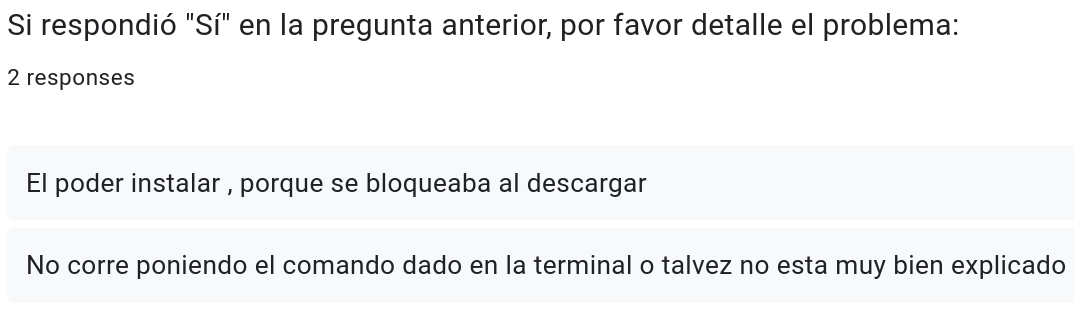 Si respondió "Sí" en la pregunta anterior, por favor detalle el problema:
2 responses
El poder instalar , porque se bloqueaba al descargar
No corre poniendo el comando dado en la terminal o talvez no esta muy bien explicado